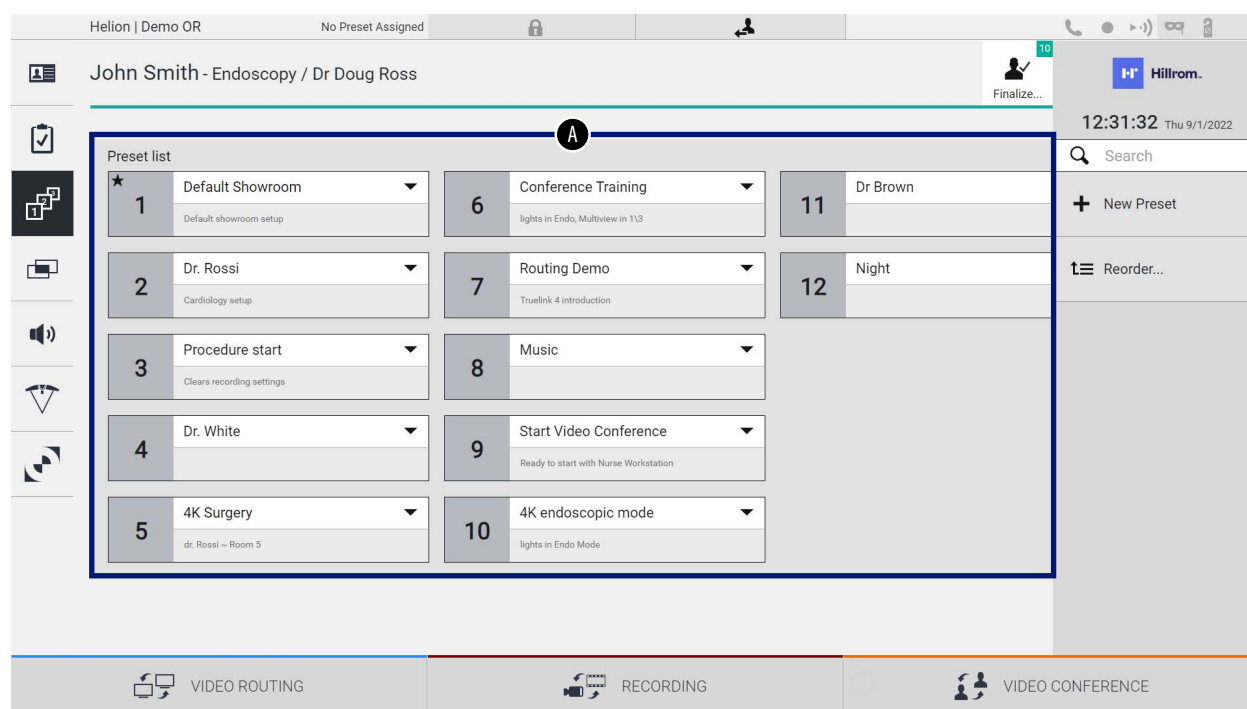 Helion | Demo OR
No Preset Assigned
10
John Smith - Endoscopy / Dr Doug Ross
Finalize...
Hillrom™
12:31:32 Thu 9/1/2022
A
Preset list
Search
New Preset
Reorder...
1
Default Showroom
Default showroom setup
2
Dr. Rossi
Cardiology setup
3
Procedure start
Clears recording settings
4
Dr. White
5
4K Surgery
dr. Rossi ~ Room 5
6
Conference Training
lights in Endo, Multiview in 1\3
7
Routing Demo
Truelink 4 introduction
8
Music
9
Start Video Conference
Ready to start with Nurse Workstation
10
4K endoscopic mode
lights in Endo Mode
11
Dr Brown
12
Night
VIDEO ROUTING
RECORDING
VIDEO CONFERENCE